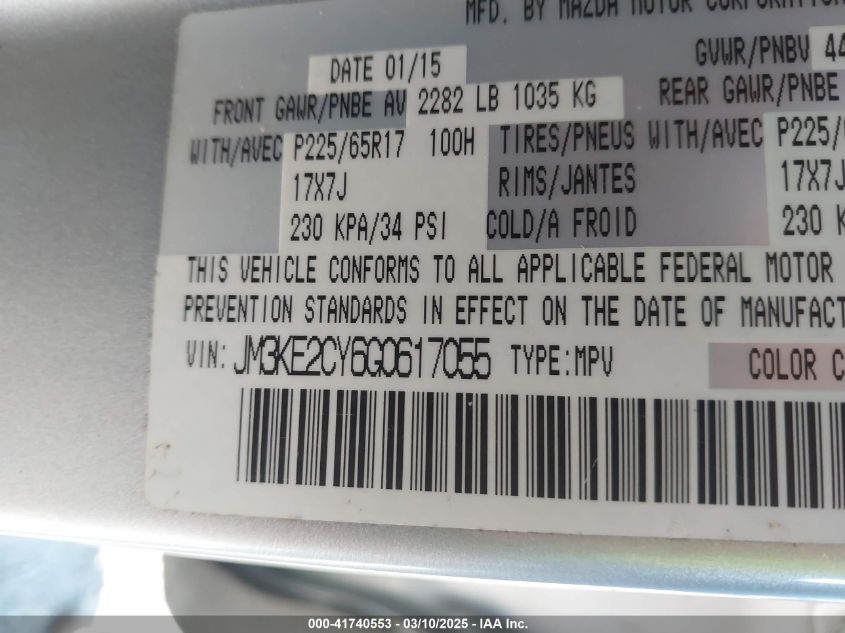 MFD. BY MAZDA MOTOR CORPORATION
DATE 01/15 GVWR/PNBV 44
FRONT GAWR/PNBE AV 2282 LB 1035 KG REAR GAWR/PNBE
WITH/AVEC P225/65R17 100H TIRES/PNEUS WITH/AVEC P225/
17X7J RIMS/JANTES 17X7J
230 KPA/34 PSI COLD/A FROID 230 K
THIS VEHICLE CONFORMS TO ALL APPLICABLE FEDERAL MOTOR
PREVENTION STANDARDS IN EFFECT ON THE DATE OF MANUFACT
VIN: JM3KE2CY6G0617055 TYPE:MPV COLOR C
000-41740553 — 03/10/2025 — IAA Inc.